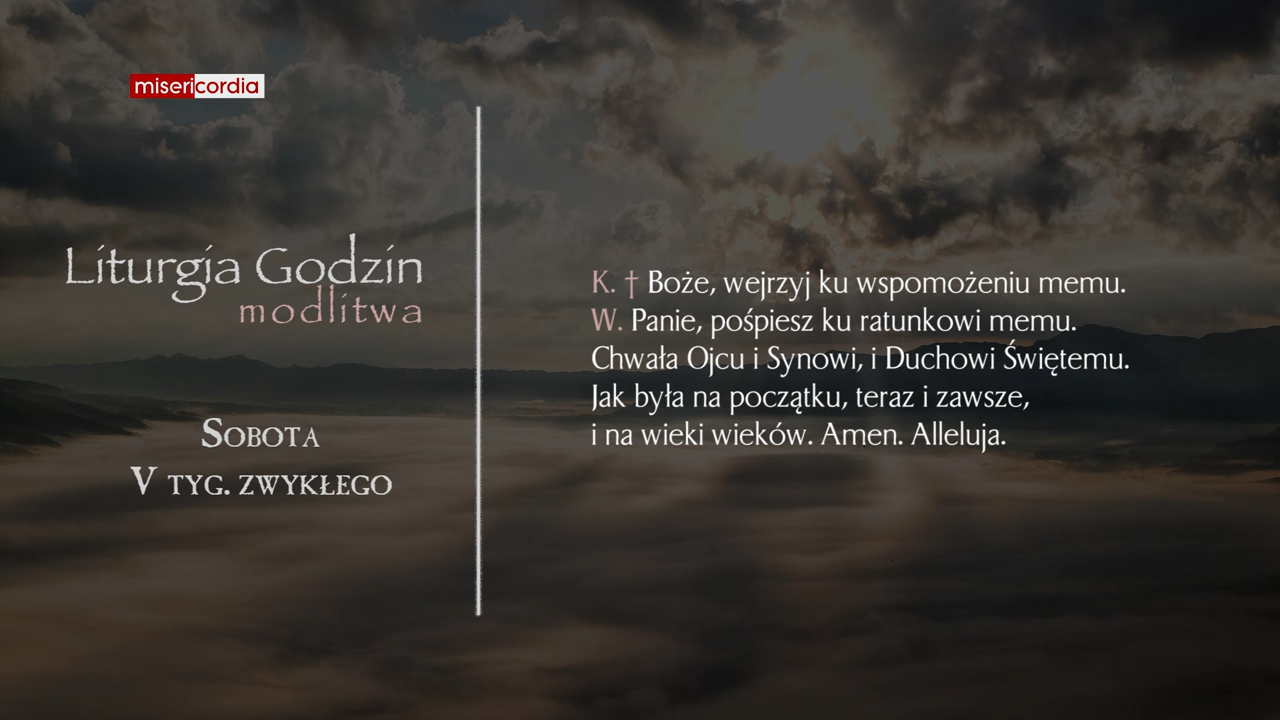 misericordia
Liturgia Godzin
modlitwa
Sobota
V tyg. zwykłego
K. † Boże, wejrzyj ku wspomożeniu memu.
W. Panie, pośpiesz ku ratunkowi memu.
Chwała Ojcu i Synowi, i Duchowi Świętemu.
Jak była na początku, teraz i zawsze,
i na wieki wieków. Amen. Alleluja.